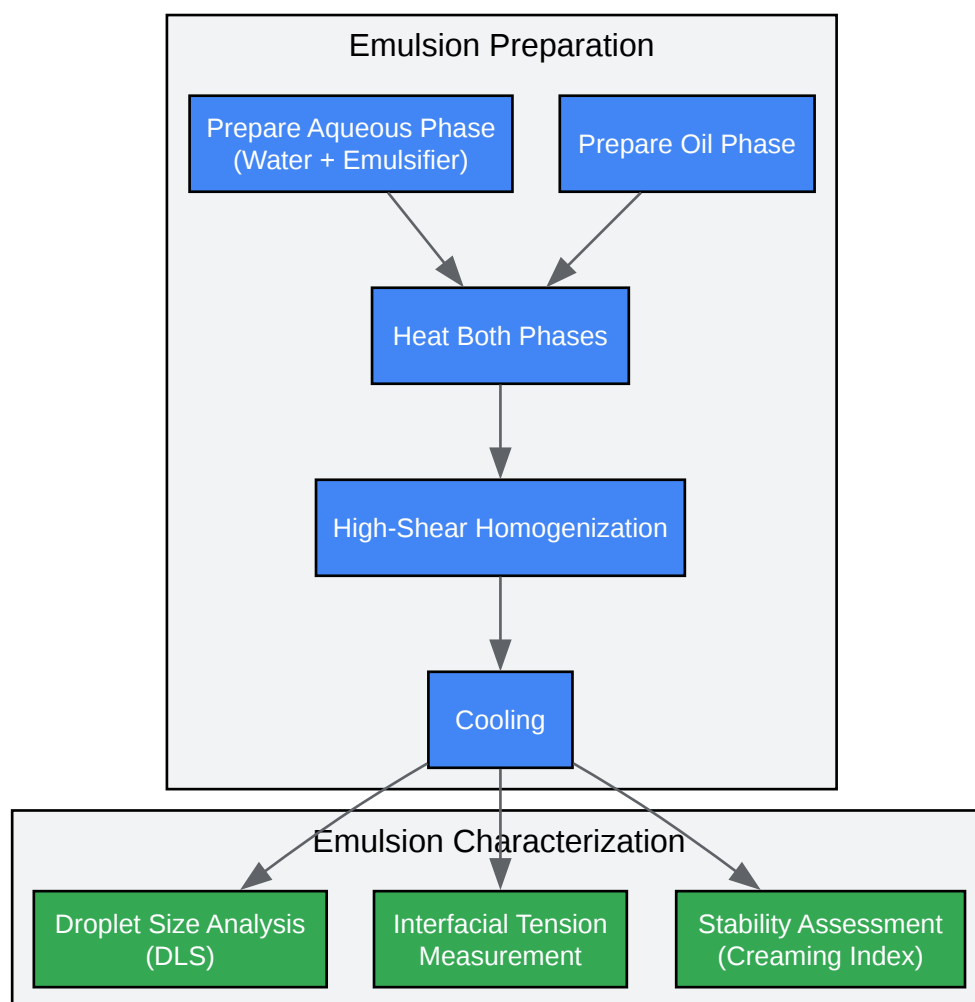 Emulsion Preparation
Prepare Aqueous Phase
(Water + Emulsifier)
Prepare Oil Phase
Heat Both Phases
High-Shear Homogenization
Cooling
Emulsion Characterization
Droplet Size Analysis
(DLS)
Interfacial Tension
Measurement
Stability Assessment
(Creaming Index)